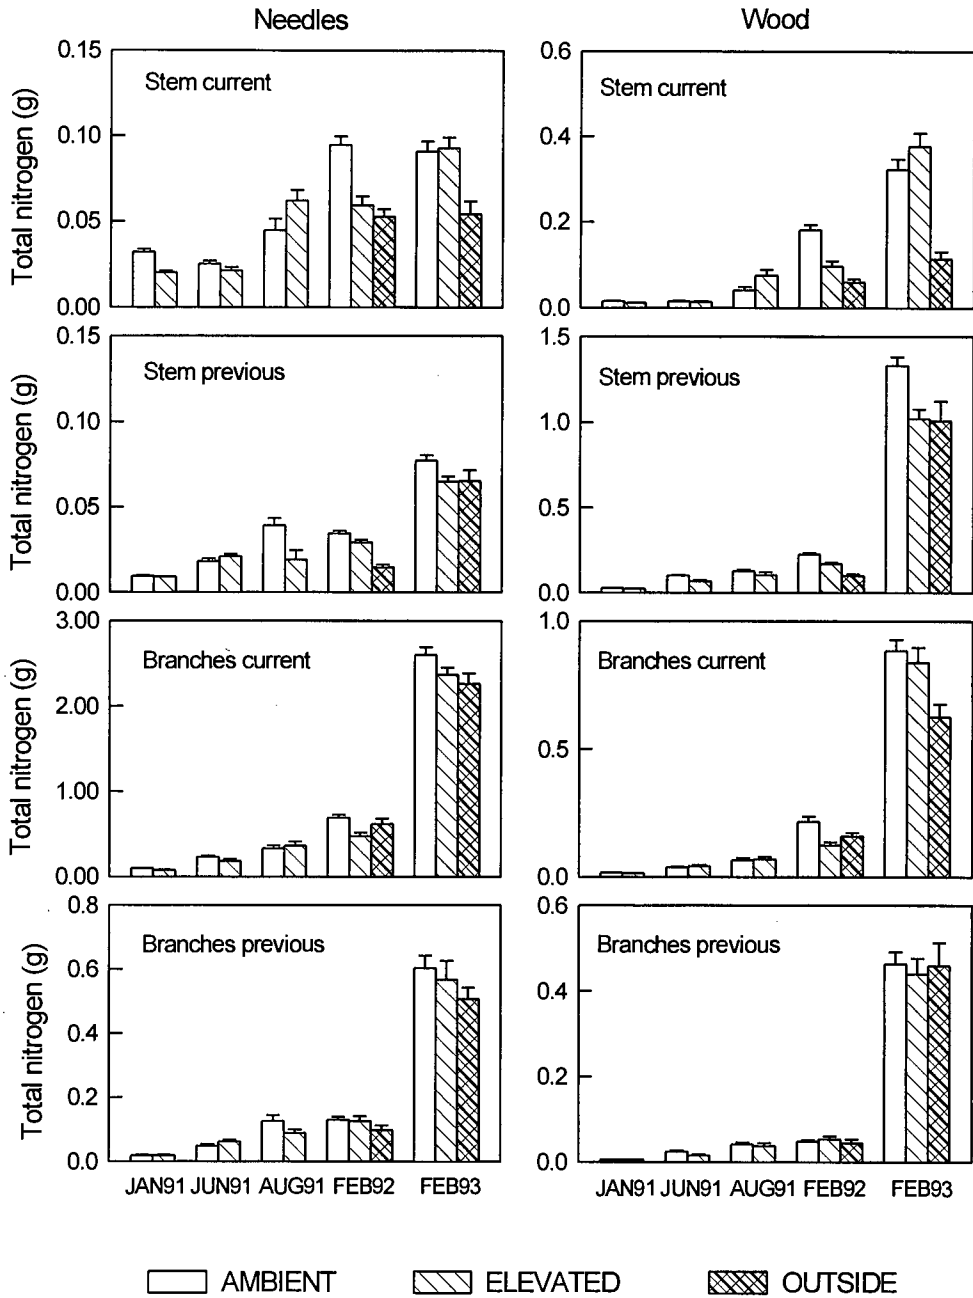 Needles
Wood
Total nitrogen (g)
0.15
0.10
0.05
0.00
Stem current
Total nitrogen (g)
0.15
0.10
0.05
0.00
Stem previous
Total nitrogen (g)
3.00
2.00
1.00
0.00
Branches current
Total nitrogen (g)
0.8
0.6
0.4
0.2
0.0
Branches previous
JAN91 JUN91 AUG91 FEB92 FEB93
0.6
0.4
0.2
0.0
Stem current
1.5
1.0
0.5
0.0
Stem previous
1.0
0.5
0.0
Branches current
0.6
0.4
0.2
0.0
Branches previous
JAN91 JUN91 AUG91 FEB92 FEB93
AMBIENT ELEVATED OUTSIDE